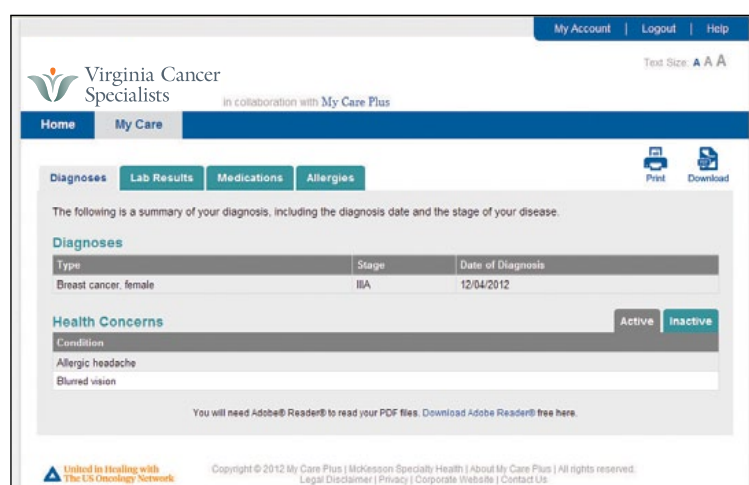 My Account | Logout | Help
Text Size: A A A
Virginia Cancer
Specialists
in collaboration with My Care Plus
Home My Care
Diagnoses Lab Results Medications Allergies
Print Download
The following is a summary of your diagnosis, including the diagnosis date and the stage of your disease.
Diagnoses
Type Stage Date of Diagnosis
Breast cancer, female IIIA 12/04/2012
Health Concerns Active Inactive
Condition
Allergic headache
Blurred vision
You will need Adobe® Reader® to read your PDF files. Download Adobe Reader® free here.
United in Healing with
The US Oncology Network
Copyright © 2012 My Care Plus | McKesson Specialty Health | About My Care Plus | All rights reserved.
Legal Disclaimer | Privacy | Corporate Website | Contact Us